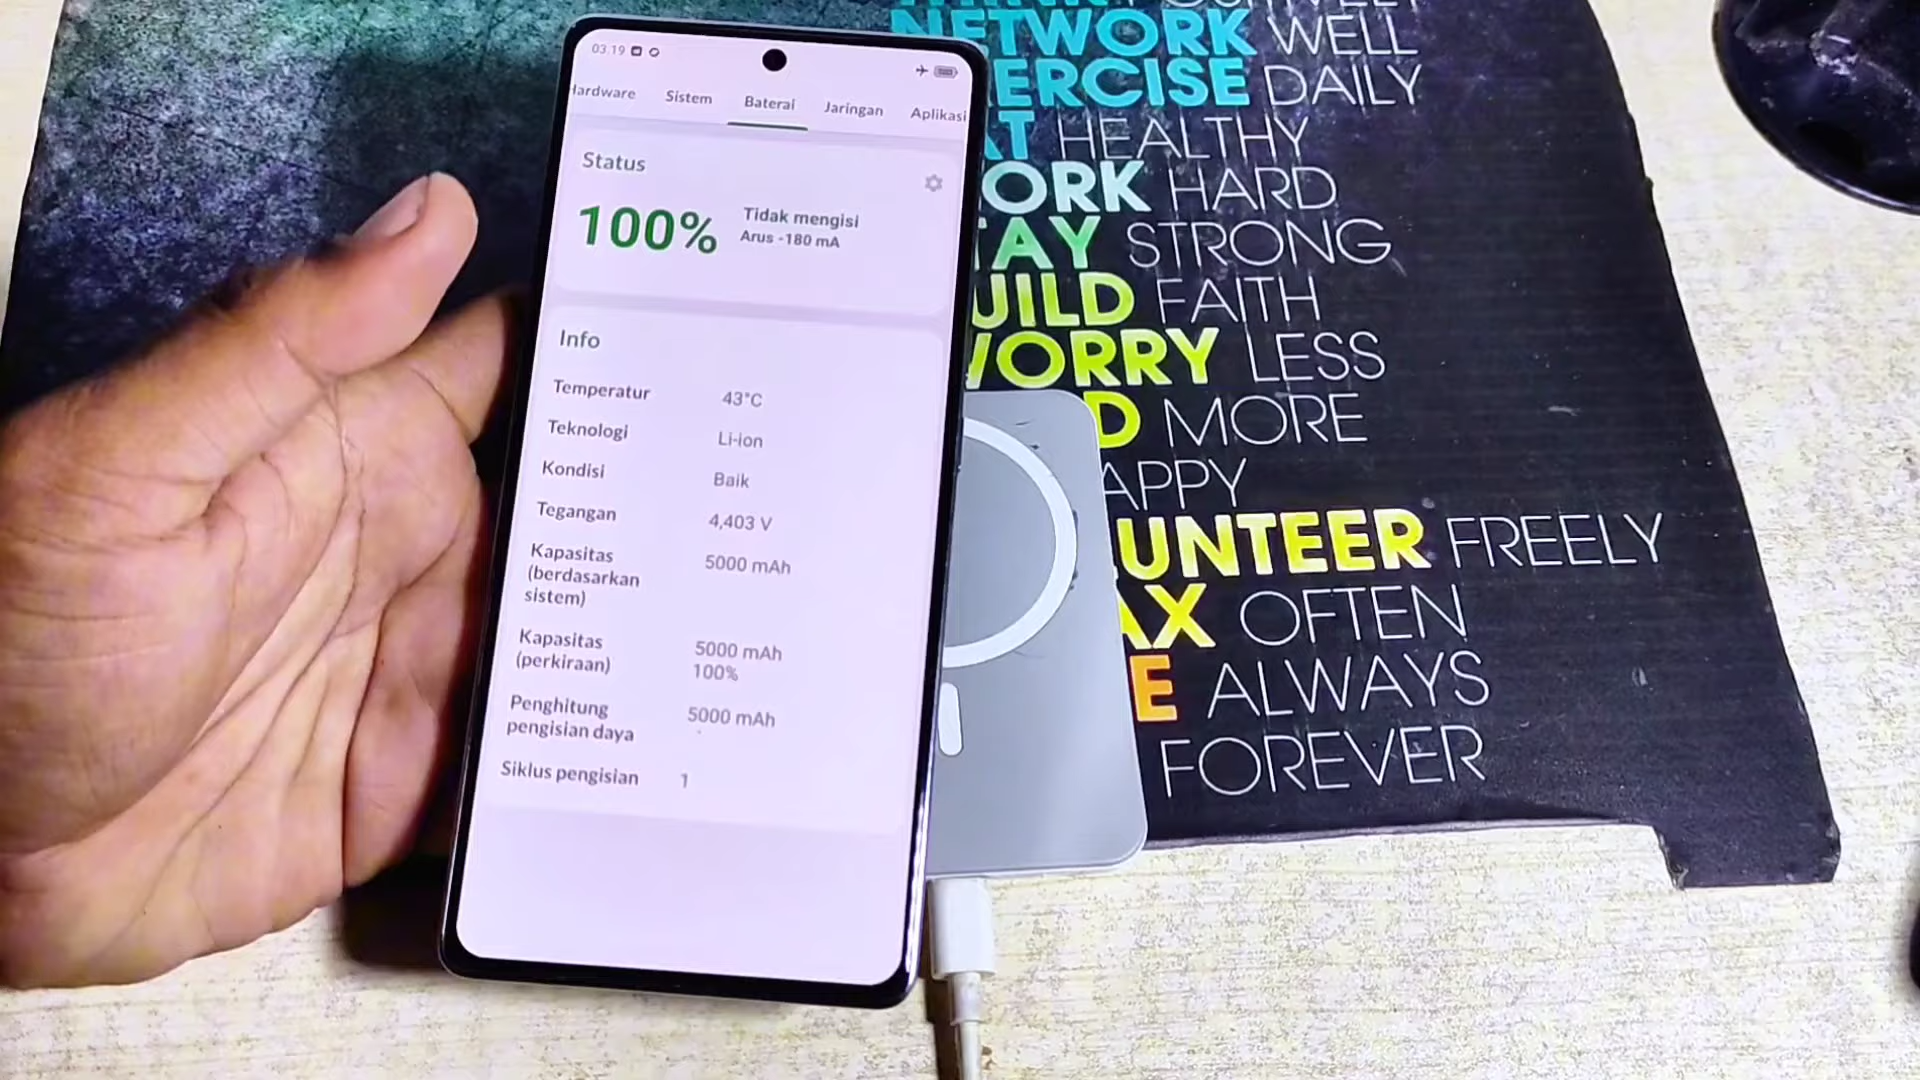 03.19
Hardware Sistem Baterai Jaringan Aplikasi
Status
100%
Tidak mengisi
Arus -180 mA
Info
Temperatur 43°C
Teknologi Li-ion
Kondisi Baik
Tegangan 4,403 V
Kapasitas (berdasarkan sistem) 5000 mAh
Kapasitas (perkiraan) 5000 mAh 100%
Penghitung pengisian daya 5000 mAh
Siklus pengisian 1
NETWORK WELL
ERCISE DAILY
AT HEALTHY
ORK HARD
TAY STRONG
UILD FAITH
WORRY LESS
D MORE
APPY
LUNTEER FREELY
AX OFTEN
E ALWAYS
FOREVER